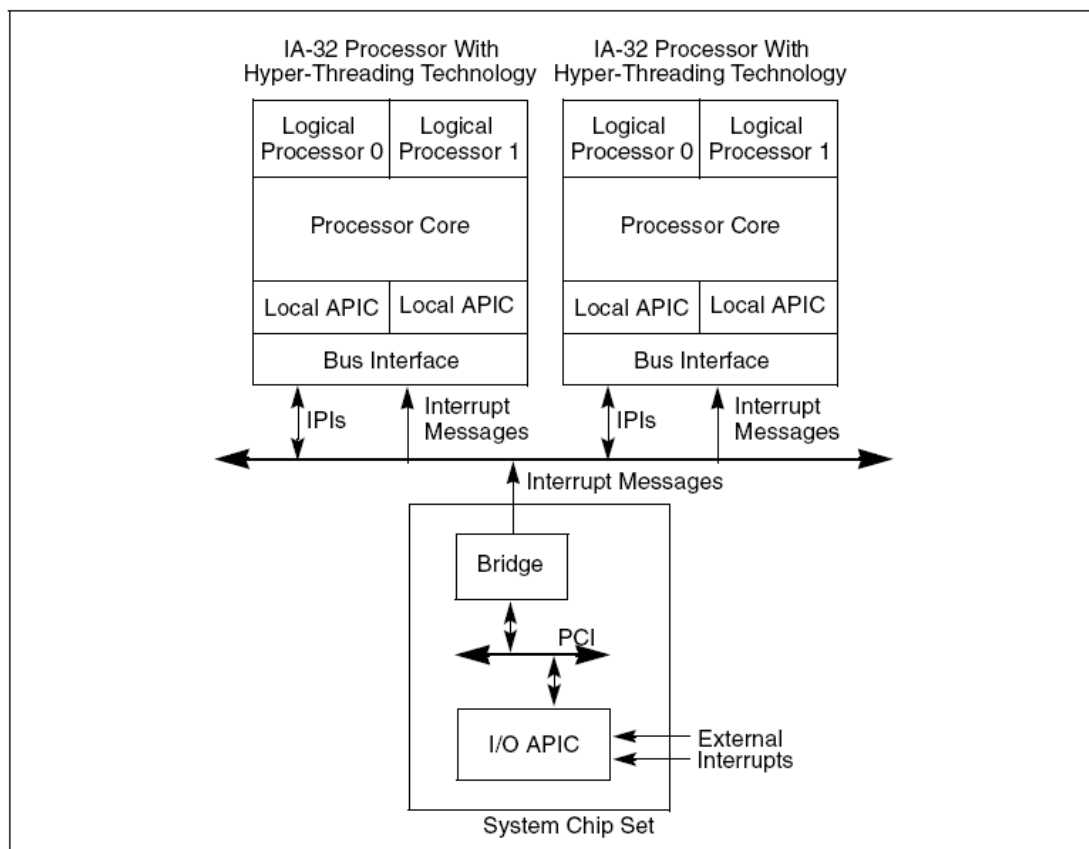 IA-32 Processor With
Hyper-Threading Technology
IA-32 Processor With
Hyper-Threading Technology
Logical
Processor 0
Logical
Processor 1
Logical
Processor 0
Logical
Processor 1
Processor Core
Processor Core
Local APIC
Local APIC
Local APIC
Local APIC
Bus Interface
Bus Interface
IPIs
Interrupt
Messages
IPIs
Interrupt
Messages
Interrupt Messages
Bridge
PCI
I/O APIC
External
Interrupts
System Chip Set